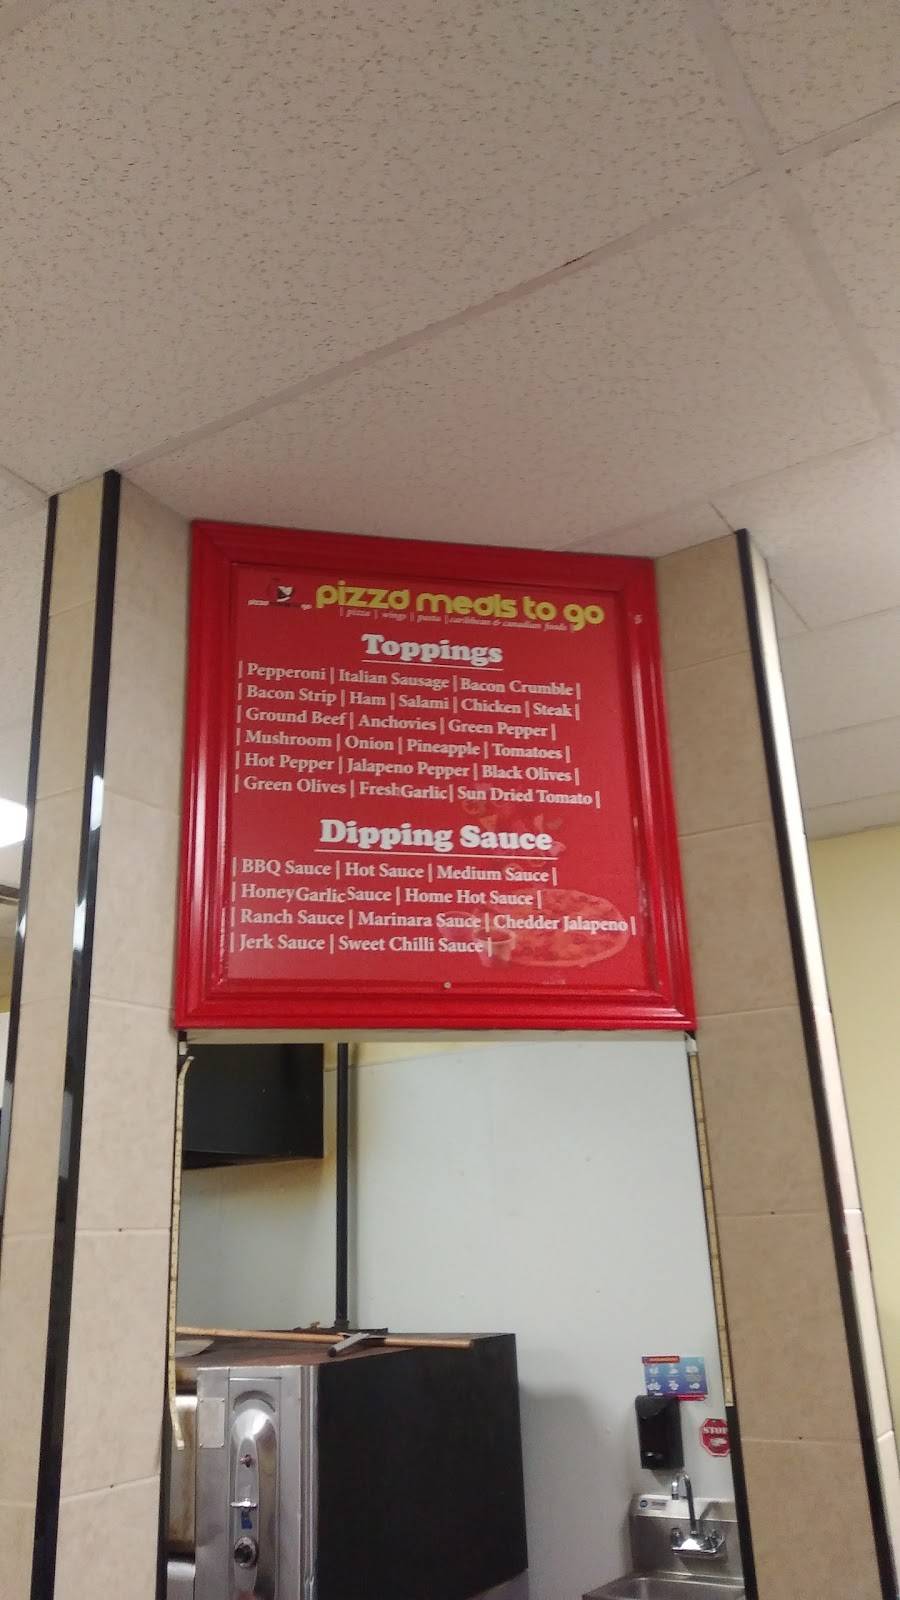 pizza meals to go
| pizza | wings | pasta | caribbean & canadian foods |
Toppings
| Pepperoni | Italian Sausage | Bacon Crumble |
| Bacon Strip | Ham | Salami | Chicken | Steak |
| Ground Beef | Anchovies | Green Pepper |
| Mushroom | Onion | Pineapple | Tomatoes |
| Hot Pepper | Jalapeno Pepper | Black Olives |
| Green Olives | FreshGarlic | Sun Dried Tomato |
Dipping Sauce
| BBQ Sauce | Hot Sauce | Medium Sauce |
| HoneyGarlicSauce | Home Hot Sauce |
| Ranch Sauce | Marinara Sauce | Chedder Jalapeno |
| Jerk Sauce | Sweet Chilli Sauce |
STOP